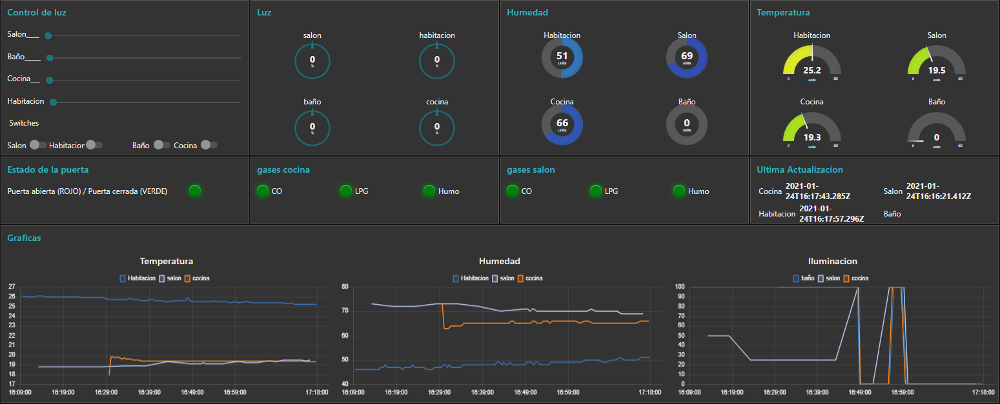 Control de luz
Salon___
Baño____
Cocina__
Habitacion
Switches
Salon Habitacior Baño Cocina
Luz
salon habitacion
0 0
% %
baño cocina
0 0
% %
Humedad
Habitacion Salon
51 69
units units
Cocina Baño
66 0
units units
Temperatura
Habitacion Salon
25.2 19.5
0 units 50 0 units 50
Cocina Baño
19.3 0
0 units 50 0 units 50
Estado de la puerta
Puerta abierta (ROJO) / Puerta cerrada (VERDE)
gases cocina
CO LPG Humo
gases salon
CO LPG Humo
Ultima Actualizacion
Cocina 2021-01-
24T16:17:43.285Z
Salon 2021-01-
24T16:16:21.412Z
Habitacion 2021-01-
24T16:17:57.296Z
Baño
Graficas
Temperatura
Habitacion salon cocina
27
26
25
24
23
22
21
20
19
18
17
16:09:00 16:19:00 16:29:00 16:39:00 16:49:00 16:59:00 17:18:00
Humedad
Habitacion salon cocina
80
70
60
50
40
16:09:00 16:19:00 16:29:00 16:39:00 16:49:00 16:59:00 17:18:00
Iluminacion
baño salon cocina
100
90
80
70
60
50
40
30
20
10
0
16:09:00 16:19:00 16:29:00 16:39:00 16:49:00 16:59:00 17:18:00